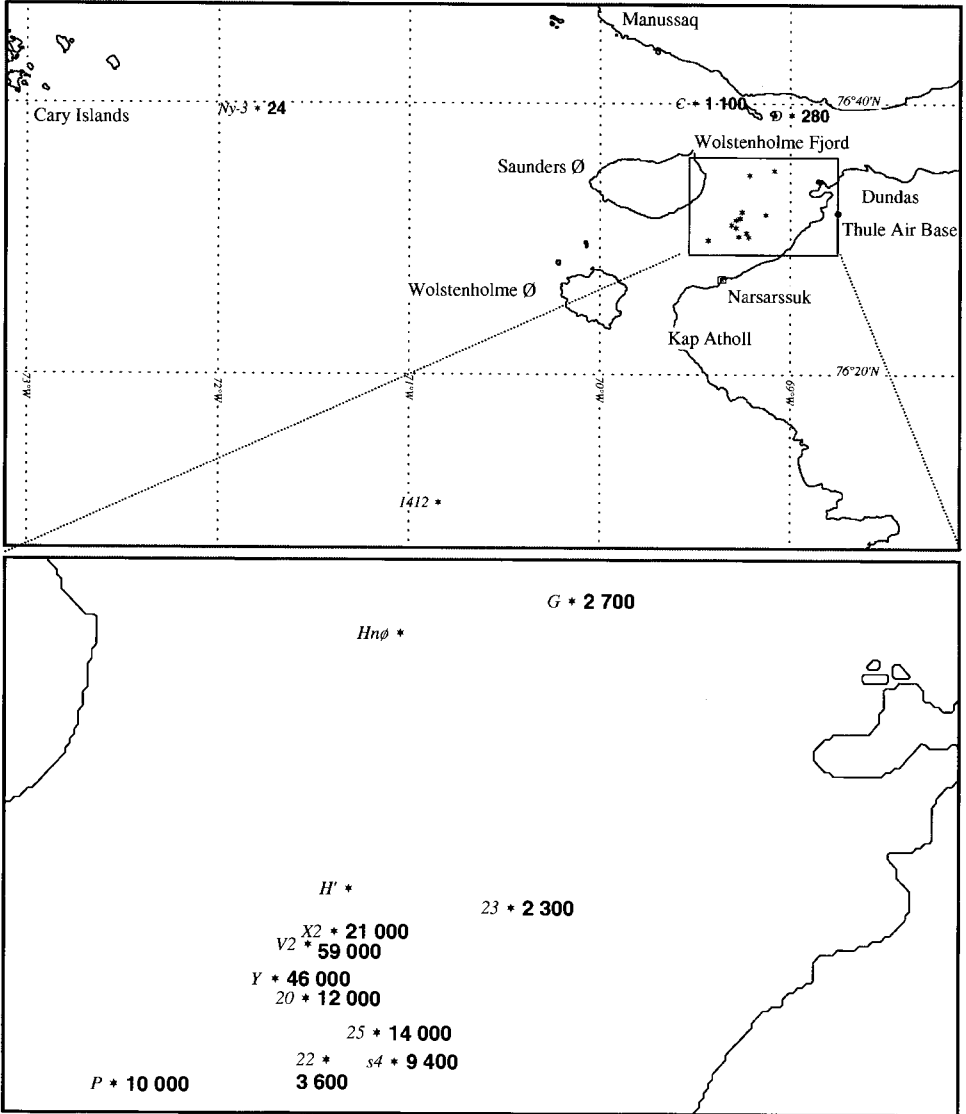 Manussaq
Cary Islands
Ny-3 * 24
C * 1 100
76°40'N
D * 280
Wolstenholme Fjord
Saunders Ø
Dundas
Thule Air Base
Wolstenholme Ø
Narsarssuk
Kap Atholl
76°20'N
73°W
72°W
71°W
70°W
69°W
1412 *
G * 2 700
Hnø *
H' *
23 * 2 300
X2 * 21 000
V2 *
59 000
Y * 46 000
20 * 12 000
25 * 14 000
22 *
s4 * 9 400
P * 10 000
3 600